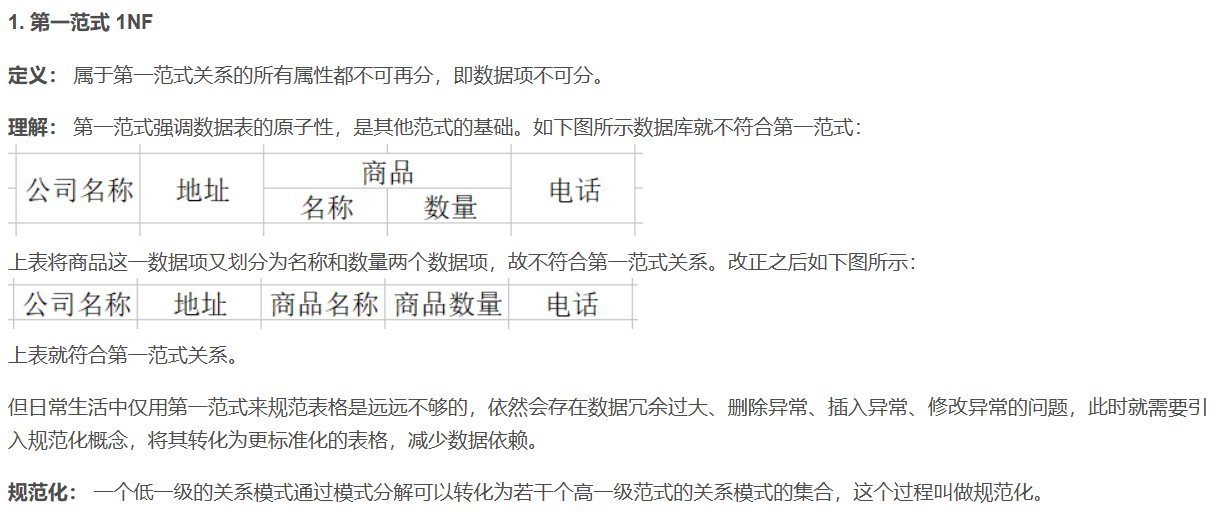 1. 第一范式 1NF
定义： 属于第一范式关系的所有属性都不可再分，即数据项不可分。
理解： 第一范式强调数据表的原子性，是其他范式的基础。如下图所示数据库就不符合第一范式：
公司名称 地址 商品 电话
名称 数量
上表将商品这一数据项又划分为名称和数量两个数据项，故不符合第一范式关系。改正之后如下图所示：
公司名称 地址 商品名称 商品数量 电话
上表就符合第一范式关系。
但日常生活中仅用第一范式来规范表格是远远不够的，依然会存在数据冗余过大、删除异常、插入异常、修改异常的问题，此时就需要引
入规范化概念，将其转化为更标准化的表格，减少数据依赖。
规范化： 一个低一级的关系模式通过模式分解可以转化为若干个高一级范式的关系模式的集合，这个过程叫做规范化。